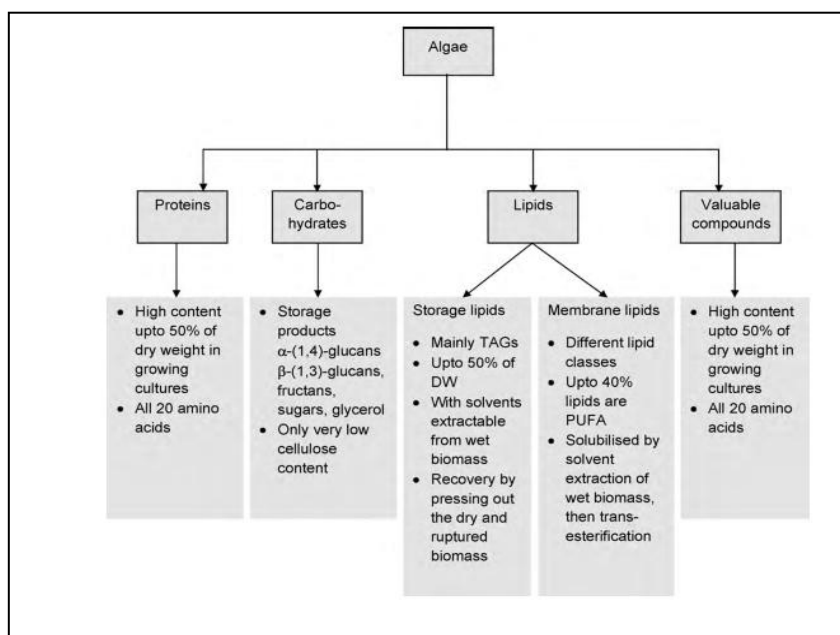 Algae
Proteins
Carbo-
hydrates
Lipids
Valuable
compounds
• High content
upto 50% of
dry weight in
growing
cultures
• All 20 amino
acids
• Storage
products
α-(1,4)-glucans
β-(1,3)-glucans,
fructans,
sugars, glycerol
• Only very low
cellulose
content
Storage lipids
• Mainly TAGs
• Upto 50% of
DW
• With solvents
extractable
from wet
biomass
• Recovery by
pressing out
the dry and
ruptured
biomass
Membrane lipids
• Different lipid
classes
• Upto 40%
lipids are
PUFA
• Solubilised by
solvent
extraction of
wet biomass,
then trans-
esterification
• High content
upto 50% of
dry weight in
growing
cultures
• All 20 amino
acids